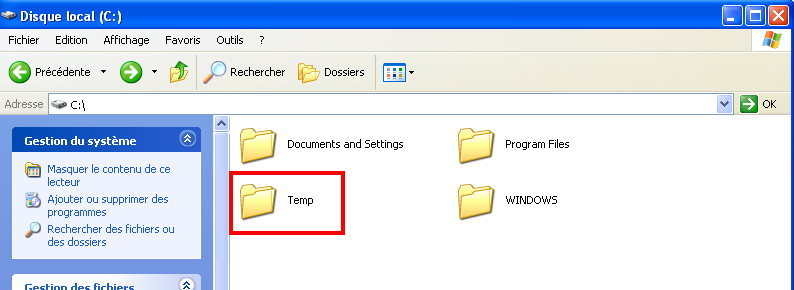 Disque local (C:)
Fichier Edition Affichage Favoris Outils ?
Précédente Rechercher Dossiers
Adresse C:\ OK
Gestion du système
Masquer le contenu de ce
lecteur
Ajouter ou supprimer des
programmes
Rechercher des fichiers ou
des dossiers
Gestion des fichiers
Documents and Settings Program Files
Temp WINDOWS